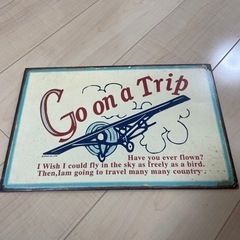 Go on a Trip
Have you ever flown?
I Wish I could fly in the sky as freely as a bird.
Then,Iam going to travel many many country.